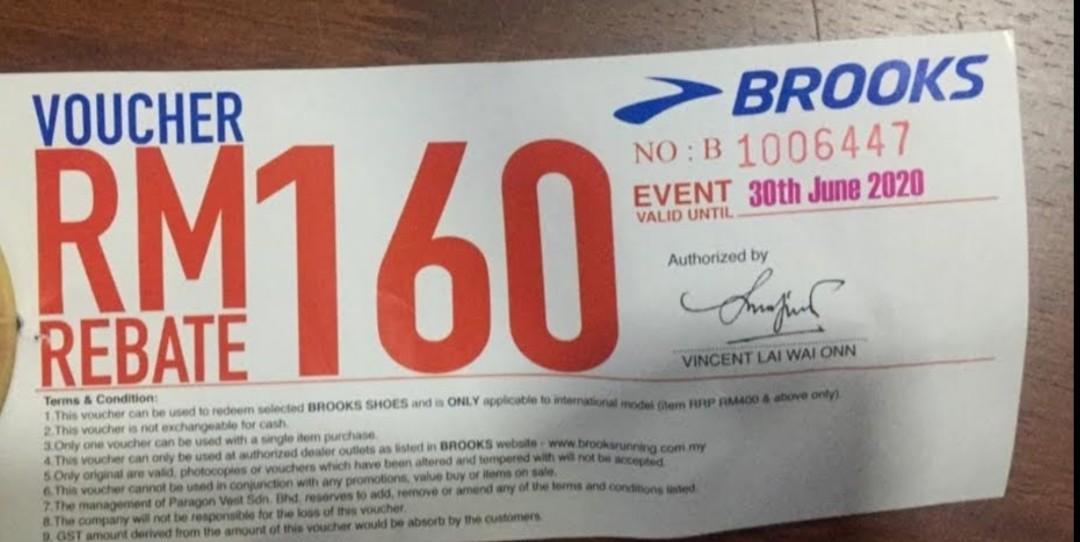 VOUCHER
RM160
REBATE
BROOKS
NO : B 1006447
EVENT 30th June 2020
VALID UNTIL
Authorized by
VINCENT LAI WAI ONN
Terms & Condition:
1.This voucher can be used to redeem selected BROOKS SHOES and is ONLY applicable to international model (item RRP RM400 & above only).
2.This voucher is not exchangeable for cash.
3.Only one voucher can be used with a single item purchase.
4.This voucher can only be used at authorized dealer outlets as listed in BROOKS website - www.brooksrunning.com.my
5.Only original are valid, photocopies or vouchers which have been altered and tempered with will not be accepted.
6.This voucher cannot be used in conjunction with any promotions, value buy or items on sale.
7.The management of Paragon Vest Sdn. Bhd. reserves to add, remove or amend any of the terms and conditions listed.
8.The company will not be responsible for the loss of this voucher.
9. GST amount derived from the amount of this voucher would be absorb by the customers.